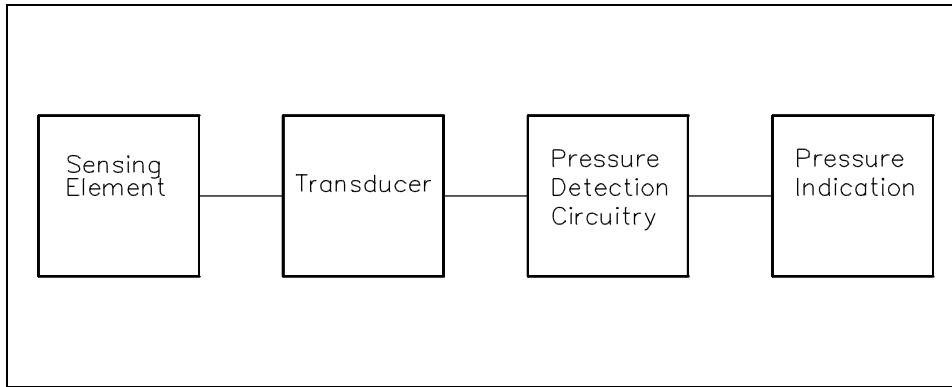 Sensing
Element
Transducer
Pressure
Detection
Circuitry
Pressure
Indication